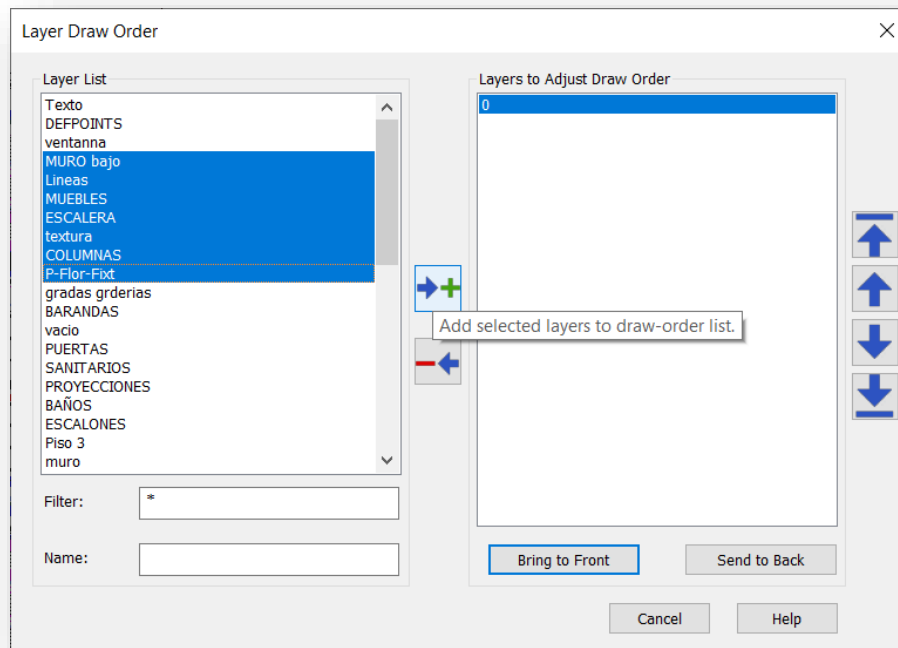 Layer Draw Order
Layer List
Texto
DEFPOINTS
ventanna
MURO bajo
Lineas
MUEBLES
ESCALERA
textura
COLUMNAS
P-Flor-Fixt
gradas grderias
BARANDAS
vacio
PUERTAS
SANITARIOS
PROYECCIONES
BAÑOS
ESCALONES
Piso 3
muro
Filter:
*
Name:
Add selected layers to draw-order list.
Layers to Adjust Draw Order
0
Bring to Front
Send to Back
Cancel
Help